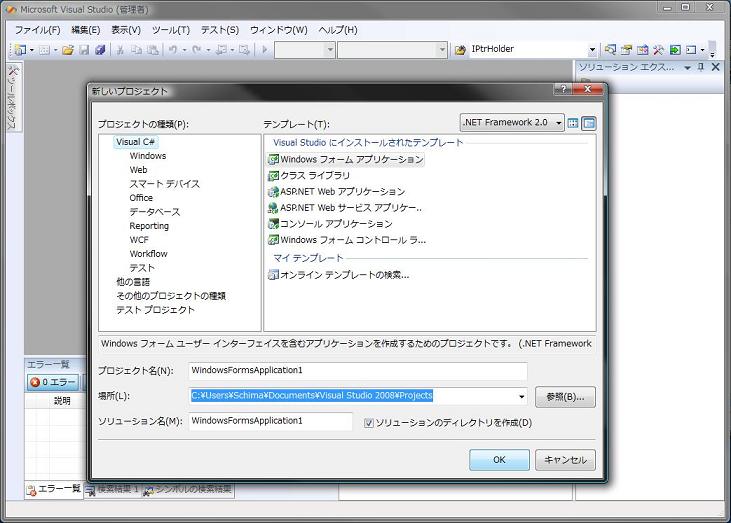 Microsoft Visual Studio (管理者)
ファイル(F) 編集(E) 表示(V) ツール(T) テスト(S) ウィンドウ(W) ヘルプ(H)
IPtrHolder
ツールボックス
ソリューション エクス...
新しいプロジェクト
プロジェクトの種類(P):
テンプレート(T):
.NET Framework 2.0
Visual C#
Windows
Web
スマート デバイス
Office
データベース
Reporting
WCF
Workflow
テスト
他の言語
その他のプロジェクトの種類
テスト プロジェクト
Visual Studio にインストールされたテンプレート
Windows フォーム アプリケーション
クラス ライブラリ
ASP.NET Web アプリケーション
ASP.NET Web サービス アプリケー..
コンソール アプリケーション
Windows フォーム コントロール ラ...
マイ テンプレート
オンライン テンプレートの検索...
Windows フォーム ユーザー インターフェイスを含むアプリケーションを作成するためのプロジェクトです。 (.NET Framework
プロジェクト名(N):
WindowsFormsApplication1
場所(L):
C:¥Users¥Schima¥Documents¥Visual Studio 2008¥Projects
参照(B)...
ソリューション名(M):
WindowsFormsApplication1
ソリューションのディレクトリを作成(D)
OK
キャンセル
エラー一覧
0 エラー
説明
エラー一覧 検索結果 1 シンボルの検索結果